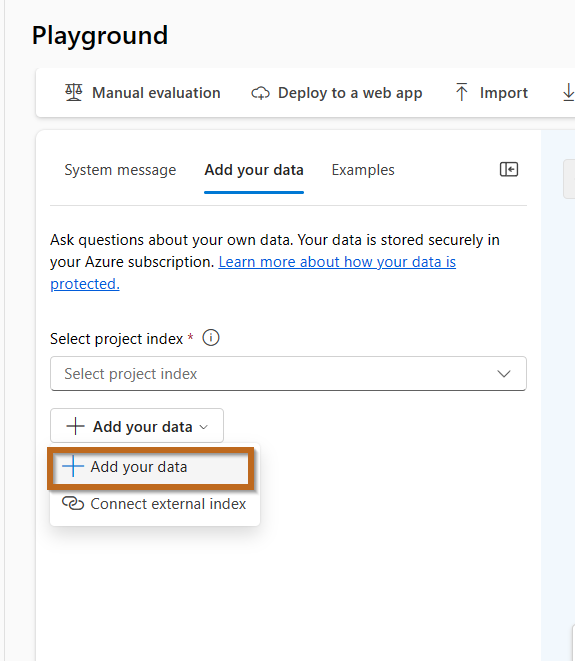 Playground
Manual evaluation Deploy to a web app Import
System message Add your data Examples
Ask questions about your own data. Your data is stored securely in
your Azure subscription. Learn more about how your data is
protected.
Select project index *
Select project index
Add your data
Add your data
Connect external index